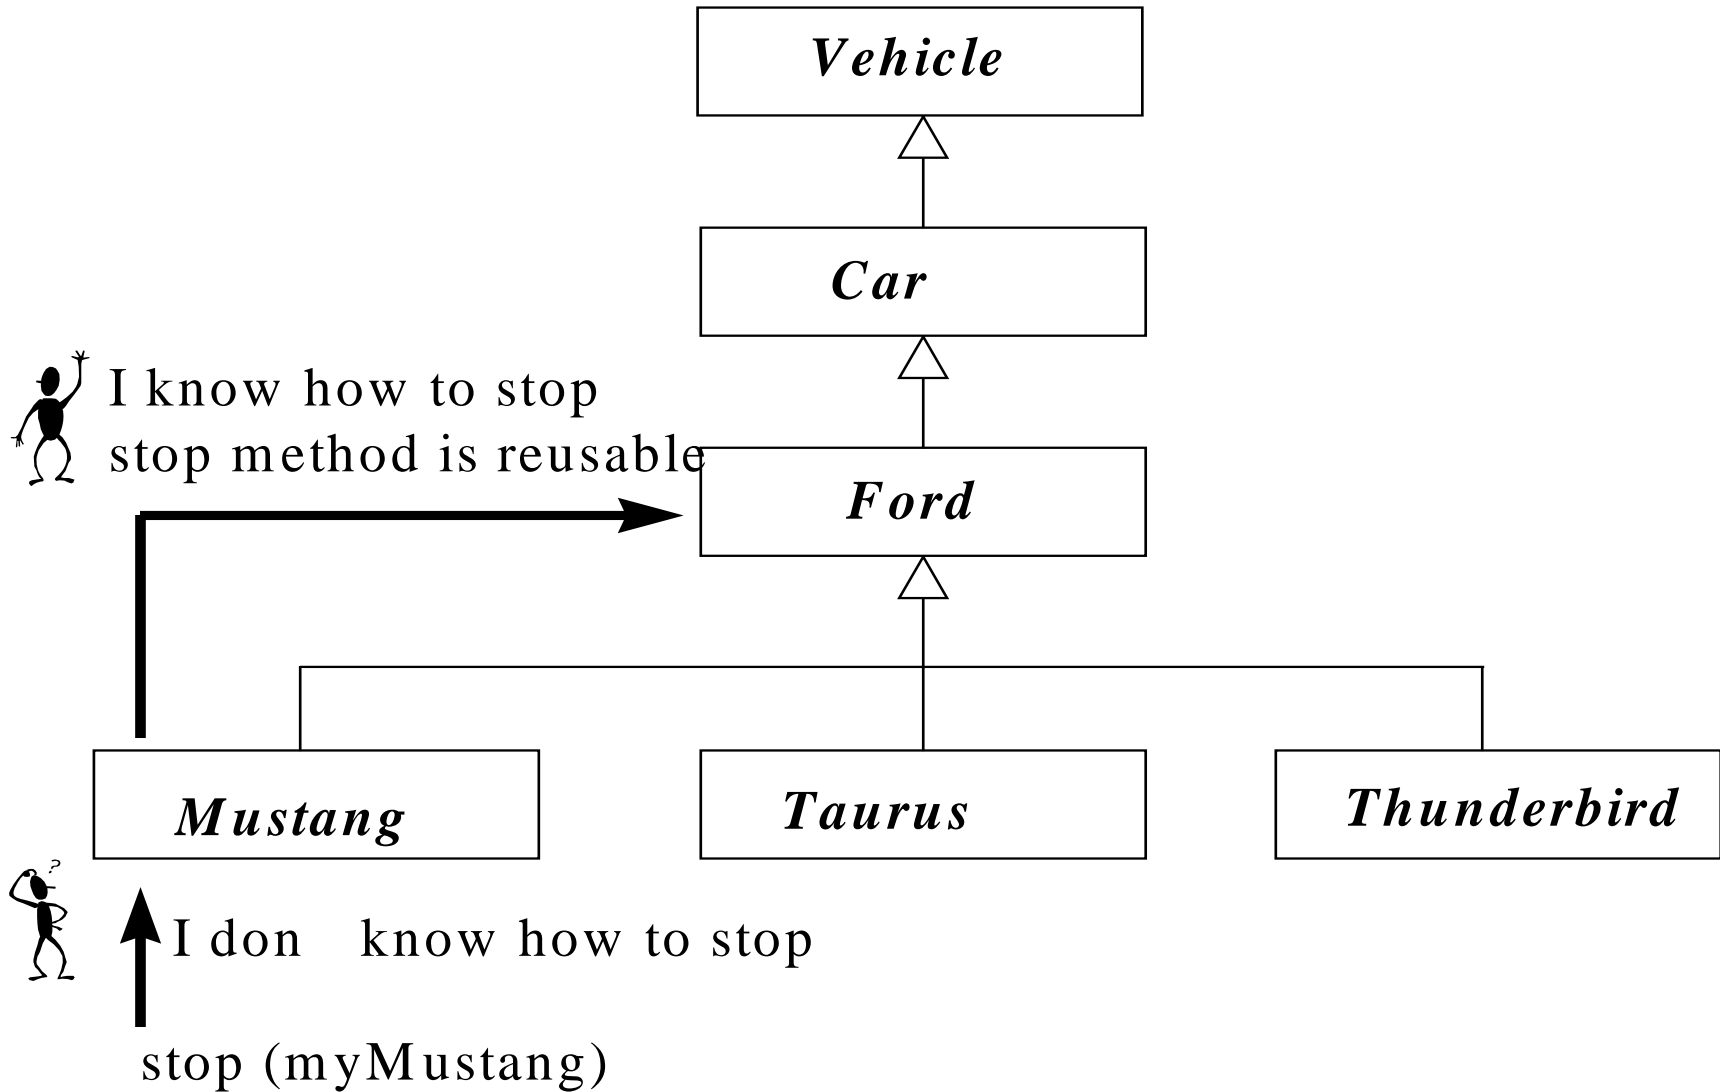 Vehicle
Car
I know how to stop
stop method is reusable
Ford
Mustang
Taurus
Thunderbird
?
I don know how to stop
stop (myMustang)